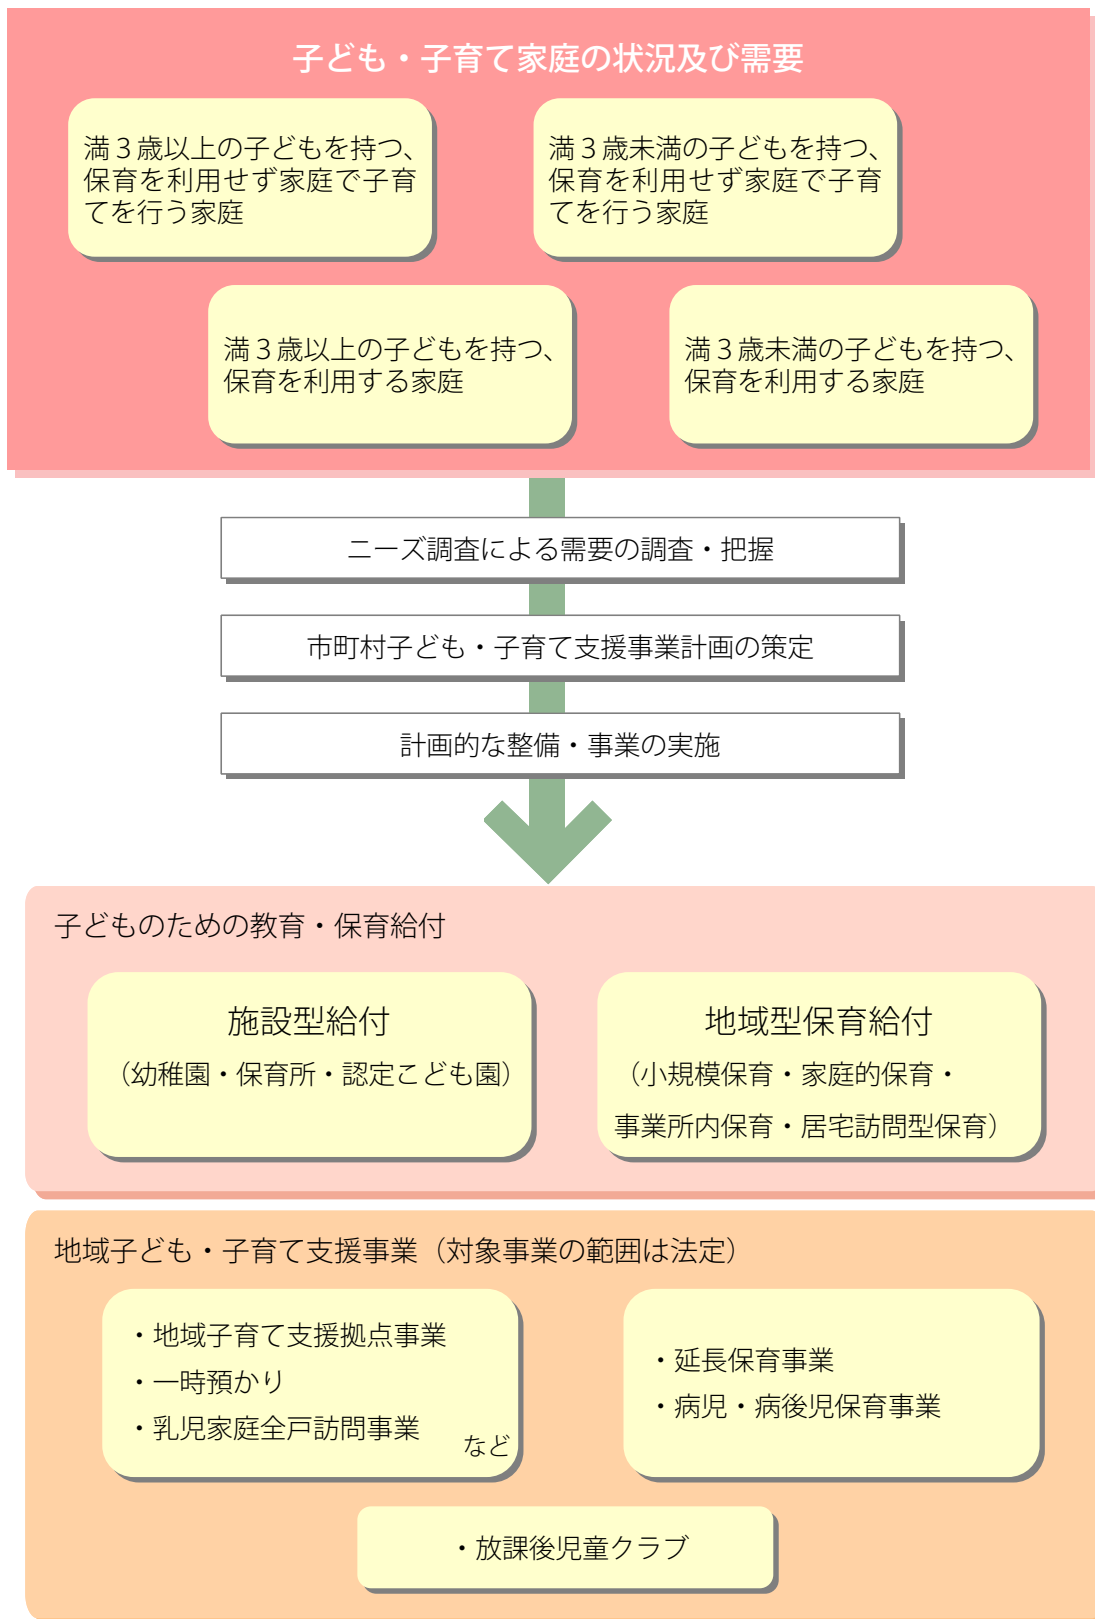 子ども・子育て家庭の状況及び需要
満３歳以上の子どもを持つ、
保育を利用せず家庭で子育
てを行う家庭
満３歳未満の子どもを持つ、
保育を利用せず家庭で子育
てを行う家庭
満３歳以上の子どもを持つ、
保育を利用する家庭
満３歳未満の子どもを持つ、
保育を利用する家庭
ニーズ調査による需要の調査・把握
市町村子ども・子育て支援事業計画の策定
計画的な整備・事業の実施
子どものための教育・保育給付
施設型給付
（幼稚園・保育所・認定こども園）
地域型保育給付
（小規模保育・家庭的保育・
事業所内保育・居宅訪問型保育）
地域子ども・子育て支援事業（対象事業の範囲は法定）
・地域子育て支援拠点事業
・一時預かり
・乳児家庭全戸訪問事業
など
・延長保育事業
・病児・病後児保育事業
・放課後児童クラブ